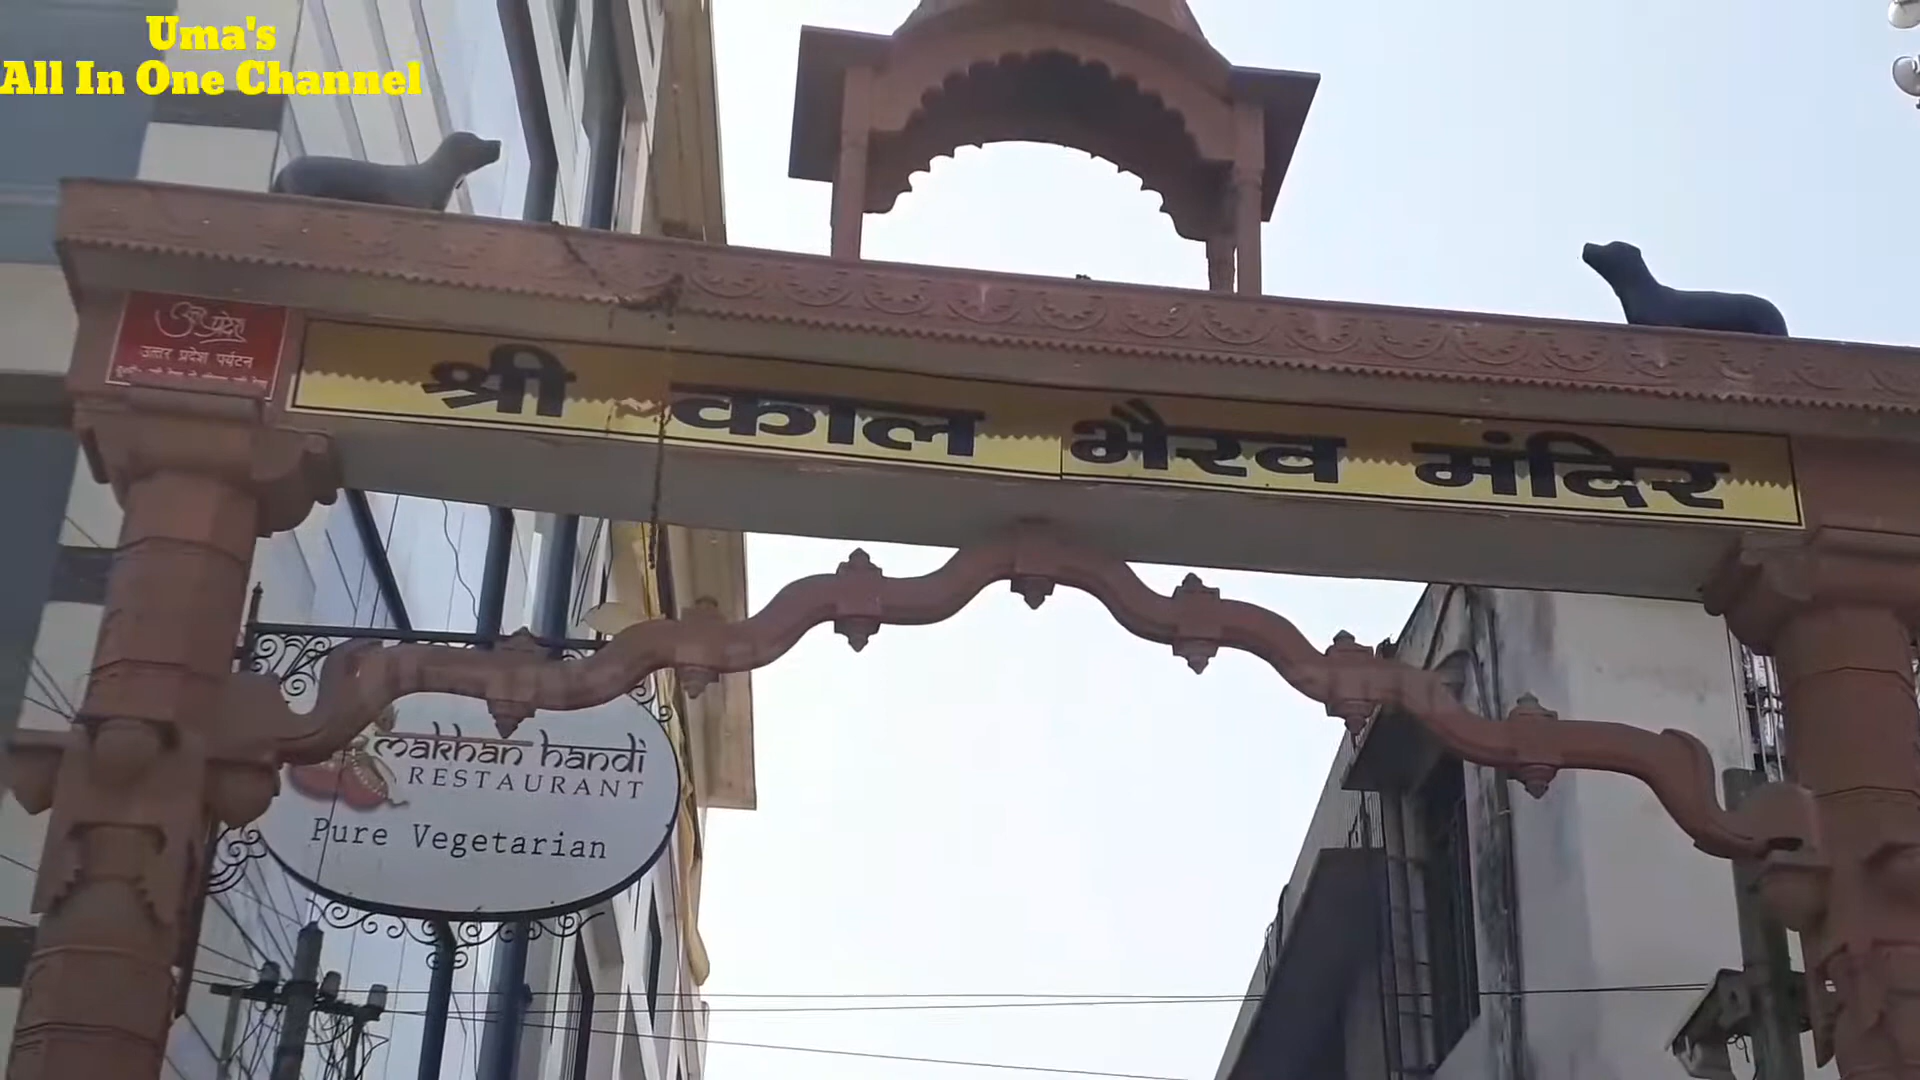 Uma's
All In One Channel
उत्तर प्रदेश पर्यटन
श्री काल भैरव मंदिर
makhan handi
RESTAURANT
Pure Vegetarian